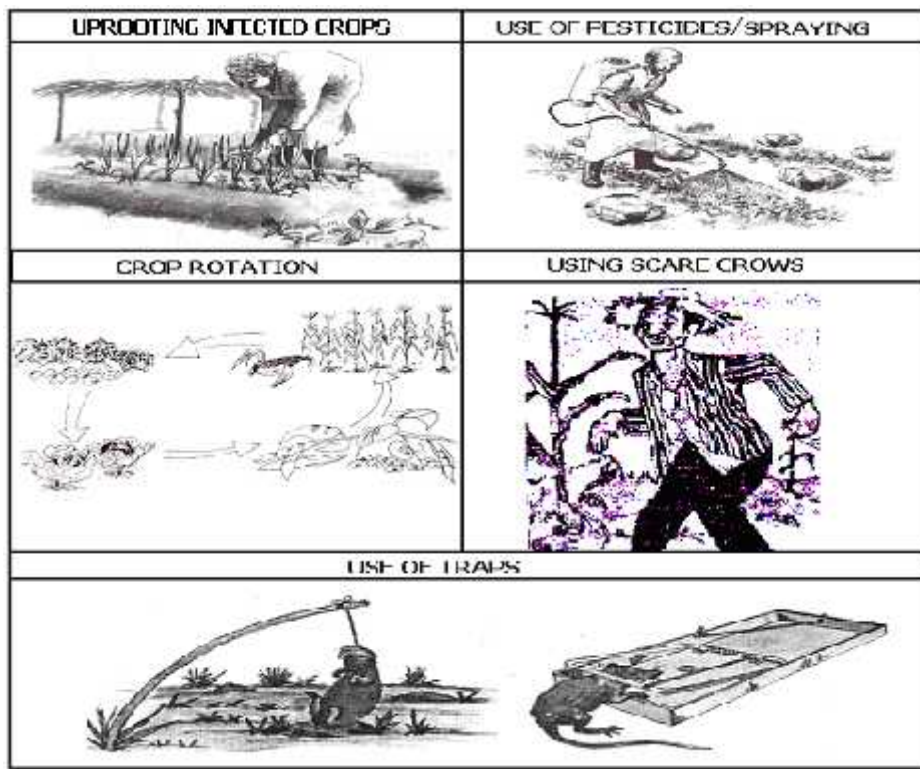 UPROOTING INFECTED CROPS
USE OF PESTICIDES/SPRAYING
CROP ROTATION
USING SCARE CROWS
USE OF TRAPS